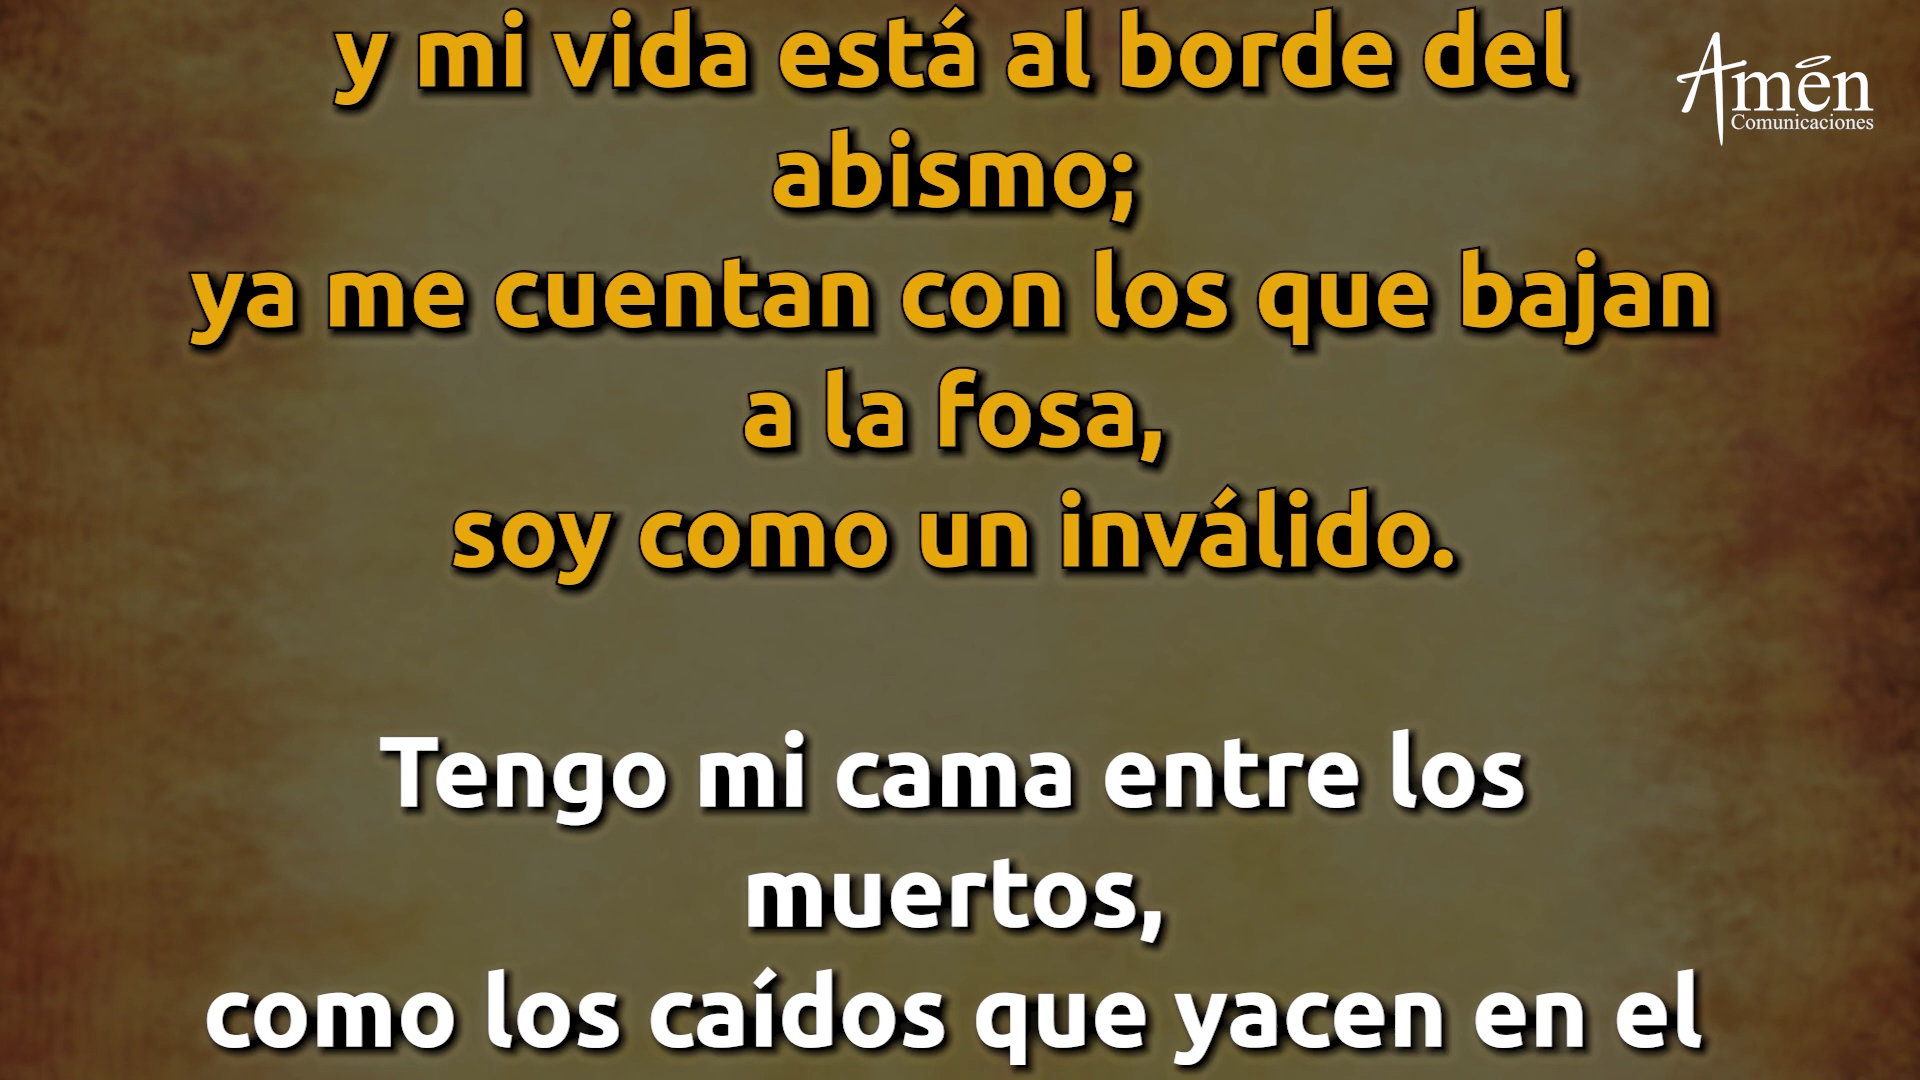 y mi vida está al borde del
abismo;
ya me cuentan con los que bajan
a la fosa,
soy como un inválido.
Tengo mi cama entre los
muertos,
como los caídos que yacen en el
Amén
Comunicaciones